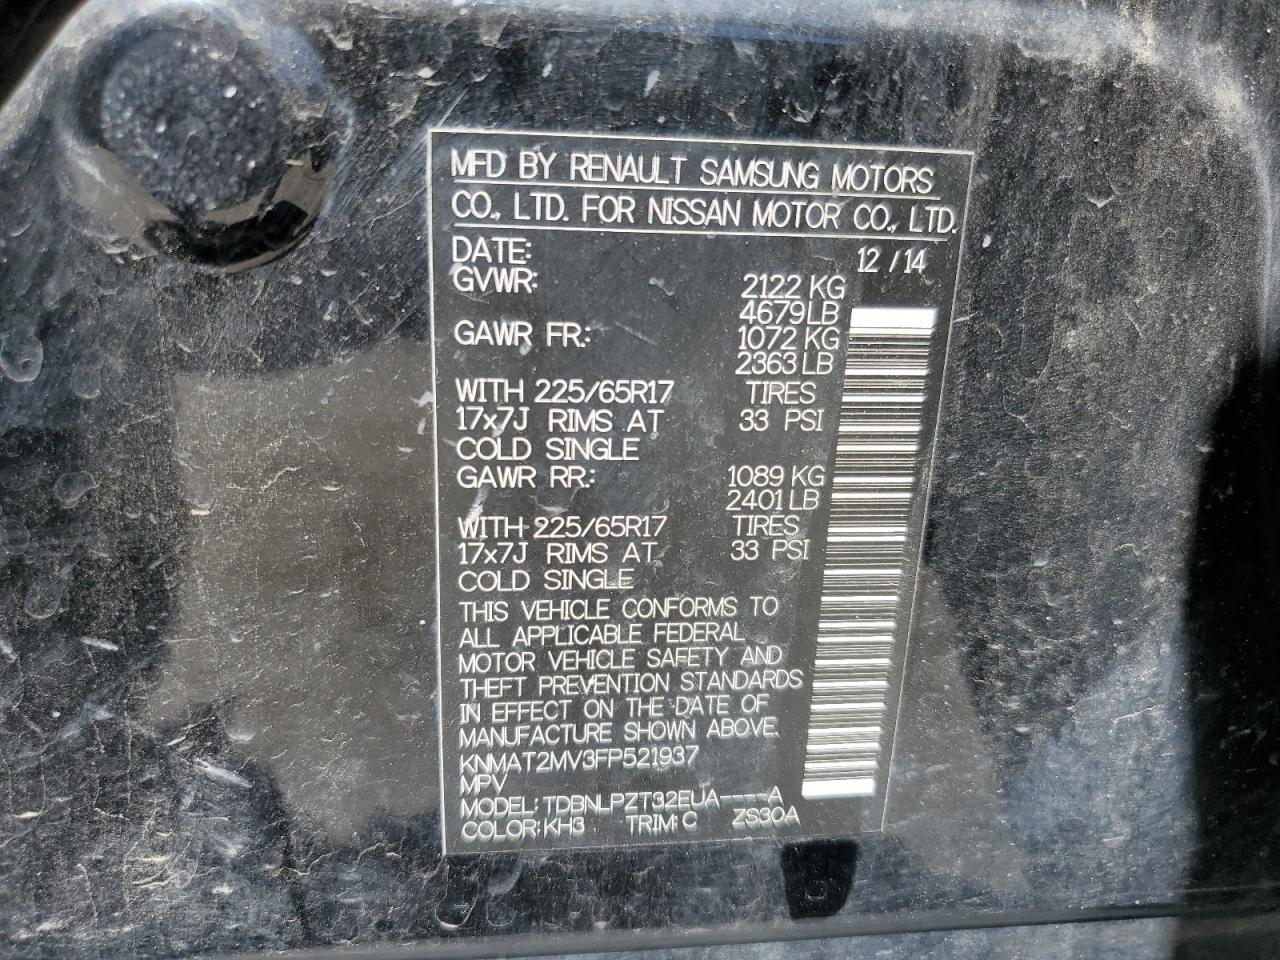 MFD BY RENAULT SAMSUNG MOTORS
CO., LTD. FOR NISSAN MOTOR CO., LTD.
DATE: 12 /14
GVWR: 2122 KG
4679 LB
GAWR FR: 1072 KG
2363 LB
WITH 225/65R17 TIRES
17x7J RIMS AT 33 PSI
COLD SINGLE
GAWR RR: 1089 KG
2401 LB
WITH 225/65R17 TIRES
17x7J RIMS AT 33 PSI
COLD SINGLE
THIS VEHICLE CONFORMS TO
ALL APPLICABLE FEDERAL
MOTOR VEHICLE SAFETY AND
THEFT PREVENTION STANDARDS
IN EFFECT ON THE DATE OF
MANUFACTURE SHOWN ABOVE.
KNMAT2MV3FP521937
MPV
MODEL: TDBNLPZT32EUA----A
COLOR: KH3 TRIM: C ZS30A